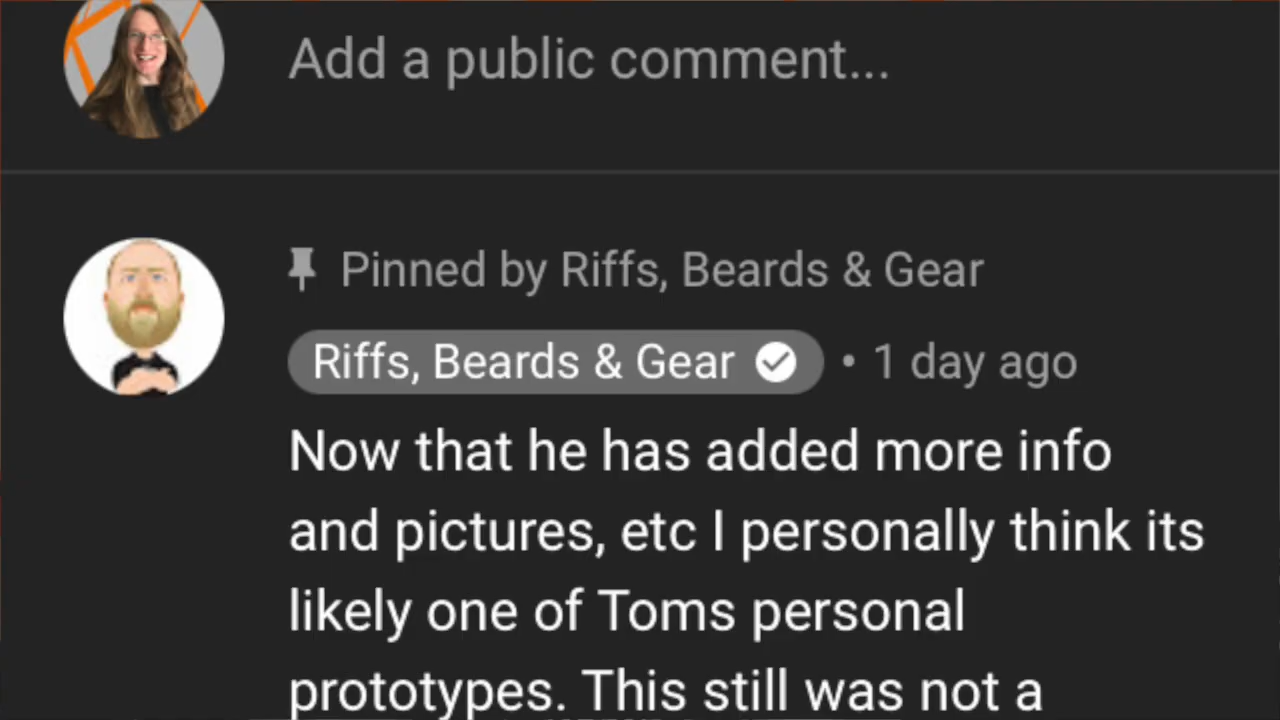 Add a public comment...
Pinned by Riffs, Beards & Gear
Riffs, Beards & Gear • 1 day ago
Now that he has added more info
and pictures, etc I personally think its
likely one of Toms personal
prototypes. This still was not a